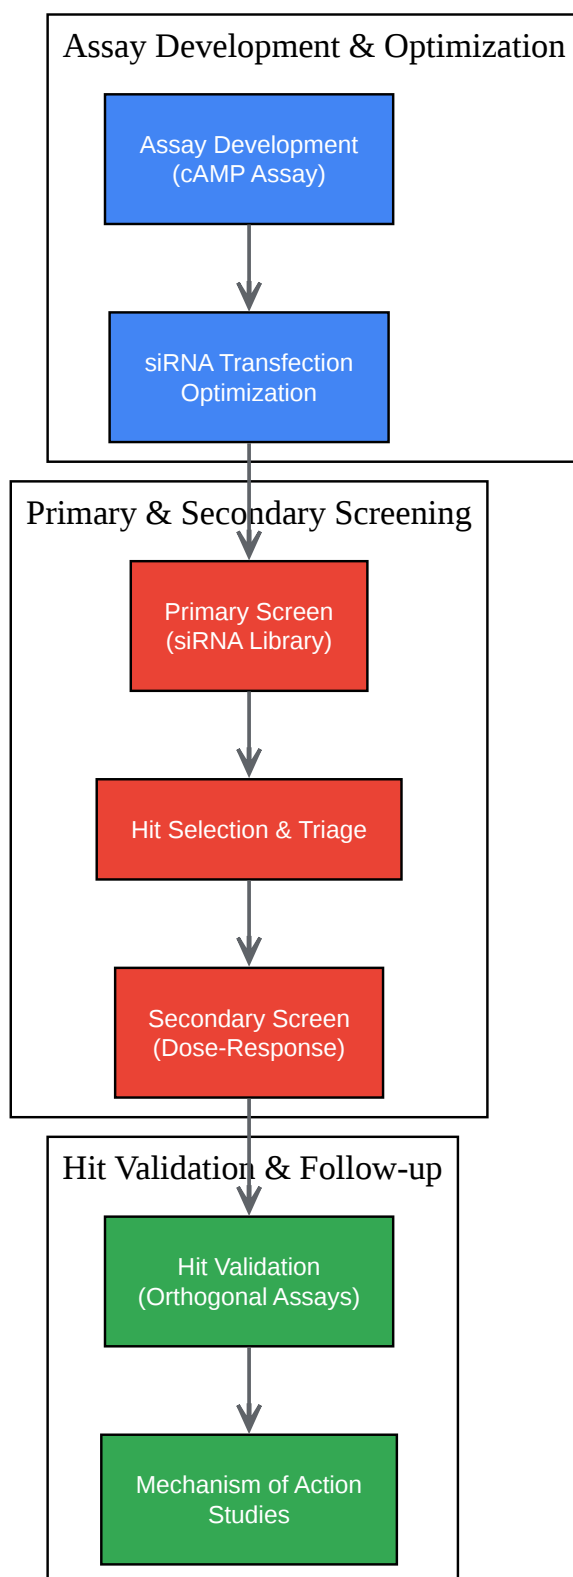 Assay Development & Optimization
Assay Development
(cAMP Assay)
siRNA Transfection
Optimization
Primary & Secondary Screening
Primary Screen
(siRNA Library)
Hit Selection & Triage
Secondary Screen
(Dose-Response)
Hit Validation & Follow-up
Hit Validation
(Orthogonal Assays)
Mechanism of Action
Studies